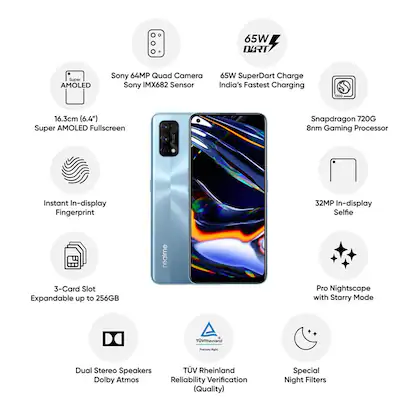 65W
DART
Super
AMOLED
Sony 64MP Quad Camera
Sony IMX682 Sensor
65W SuperDart Charge
India's Fastest Charging
16.3cm (6.4")
Super AMOLED Fullscreen
Snapdragon 720G
8nm Gaming Processor
Instant In-display
Fingerprint
32MP In-display
Selfie
realme
3-Card Slot
Expandable up to 256GB
Pro Nightscape
with Starry Mode
TÜVRheinland
Dual Stereo Speakers
Dolby Atmos
TÜV Rheinland
Reliability Verification
(Quality)
Special
Night Filters